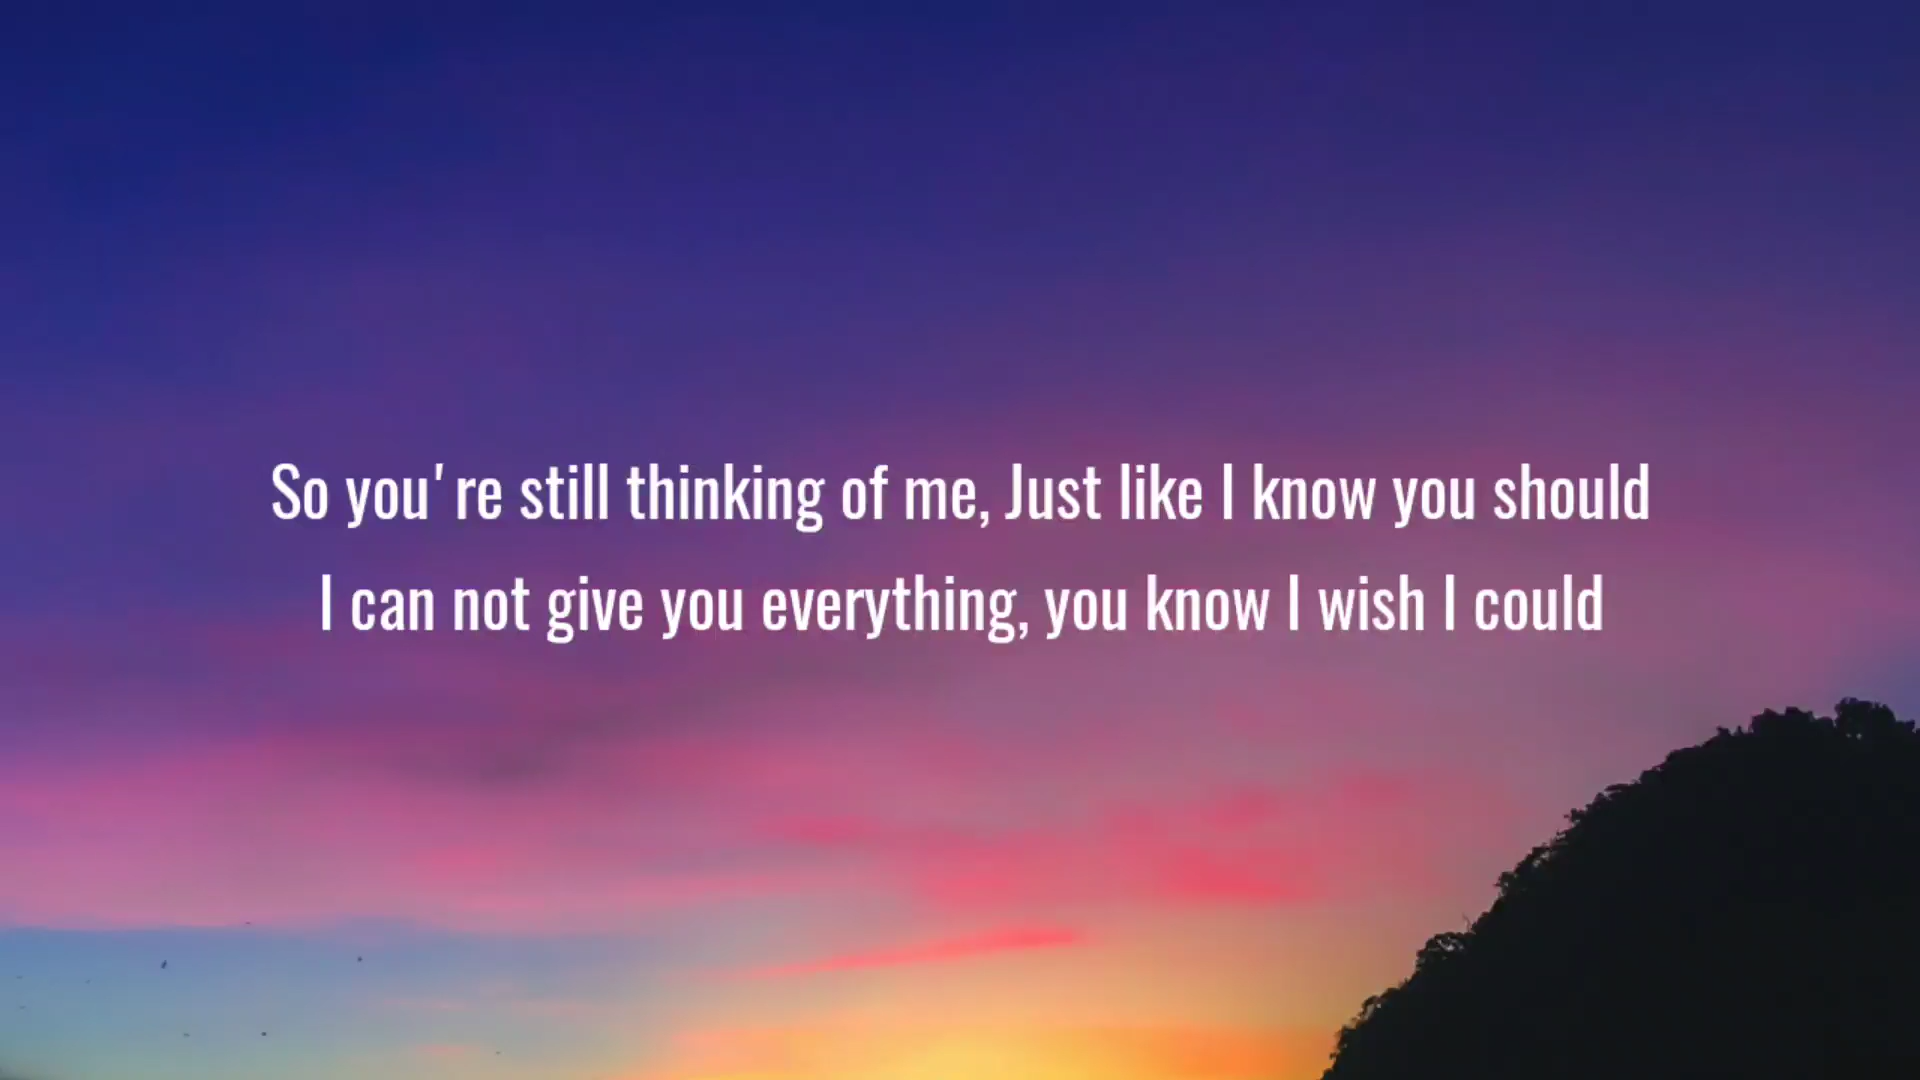 So you're still thinking of me, Just like I know you should
I can not give you everything, you know I wish I could